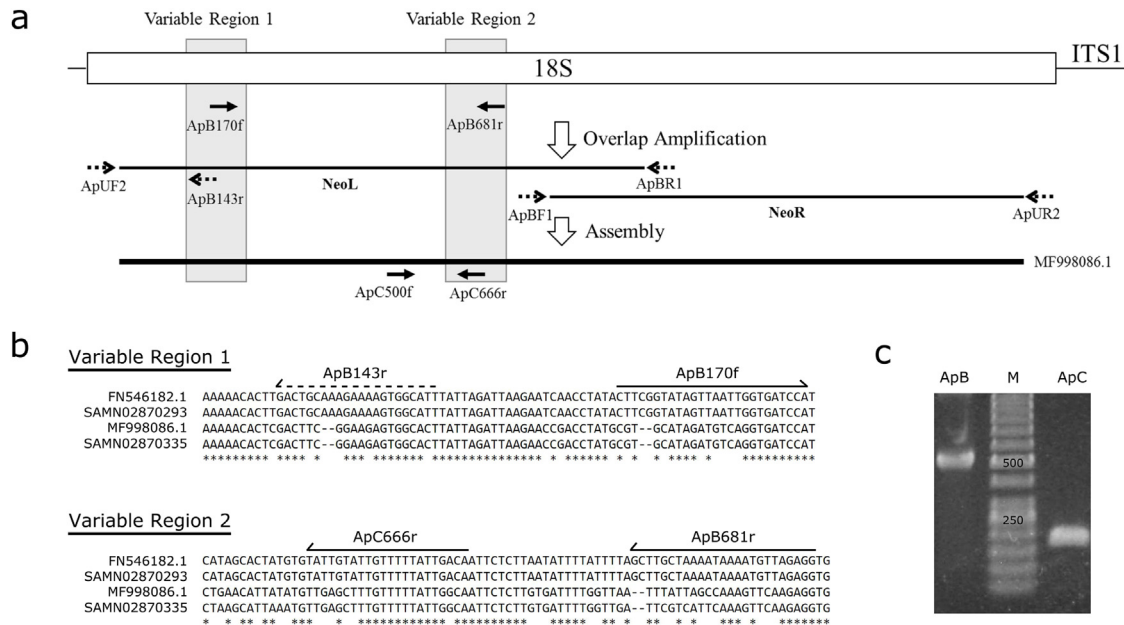 a
Variable Region 1
Variable Region 2
18S
ITS1
ApB170f
ApB681r
Overlap Amplification
ApUF2
ApB143r
NeoL
ApBR1
ApBF1
NeoR
ApUR2
Assembly
MF998086.1
ApC500f
ApC666r
b
Variable Region 1
ApB143r
ApB170f
FN546182.1 AAAAACACTTGACTGCAAAGAAAAGTGGCATTTATTAGATTAAGAATCAACCTATACTTCGGTATAGTTAATTGGTGATCCAT
SAMN02870293 AAAAACACTTGACTGCAAAGAAAAGTGGCATTTATTAGATTAAGAATCAACCTATACTTCGGTATAGTTAATTGGTGATCCAT
MF998086.1 AAAAACACTCGACTTC--GGAAGAGTGGCACTTATTAGATTAAGAACCGACCTATGCGT--GCATAGATGTCAGGTGATCCAT
SAMN02870335 AAAAACACTCGACTTC--GGAAGAGTGGCACTTATTAGATTAAGAACCGACCTATGCGT--GCATAGATGTCAGGTGATCCAT
********* **** *   *** ******* *************** * ****** * *  * **** *    **********
Variable Region 2
ApC666r
ApB681r
FN546182.1 CATAGCACTATGTGTATTGTATTGTTTTTATTGACAATTCTCTTAATATTTTATTTTAGCTTGCTAAAATAAAATGTTAGAGGTG
SAMN02870293 CATAGCACTATGTGTATTGTATTGTTTTTATTGACAATTCTCTTAATATTTTATTTTAGCTTGCTAAAATAAAATGTTAGAGGTG
MF998086.1 CTGAACATTATATGTTGAGCTTTGTTTTTATTGGCAATTCTCTTGTGATTTTGGTTAA--TTTATTAGCCAAAATTCAAGAGGTG
SAMN02870335 CTAAGCATTAAATGTTGAGCTTTGTTTTTATTGGCAATTCTCTTGTGATTTTGGTTGA--TTCGTCATTCAAAGTTCAAGAGGTG
c
ApB
M
ApC
500
250